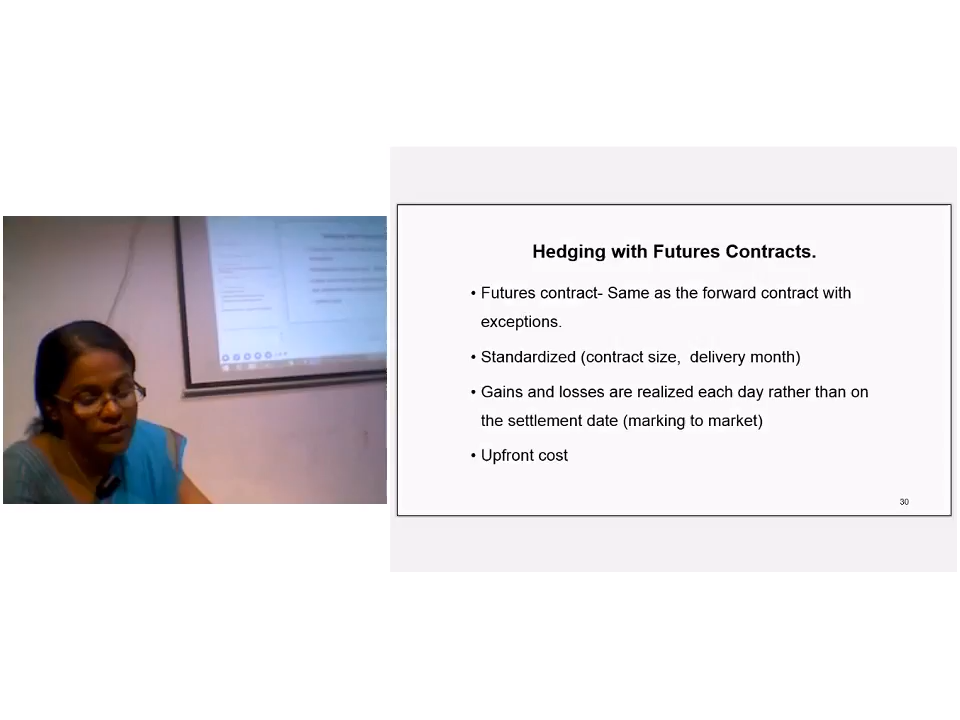 Hedging with Futures Contracts.
• Futures contract- Same as the forward contract with
exceptions.
• Standardized (contract size,  delivery month)
• Gains and losses are realized each day rather than on
the settlement date (marking to market)
• Upfront cost
30